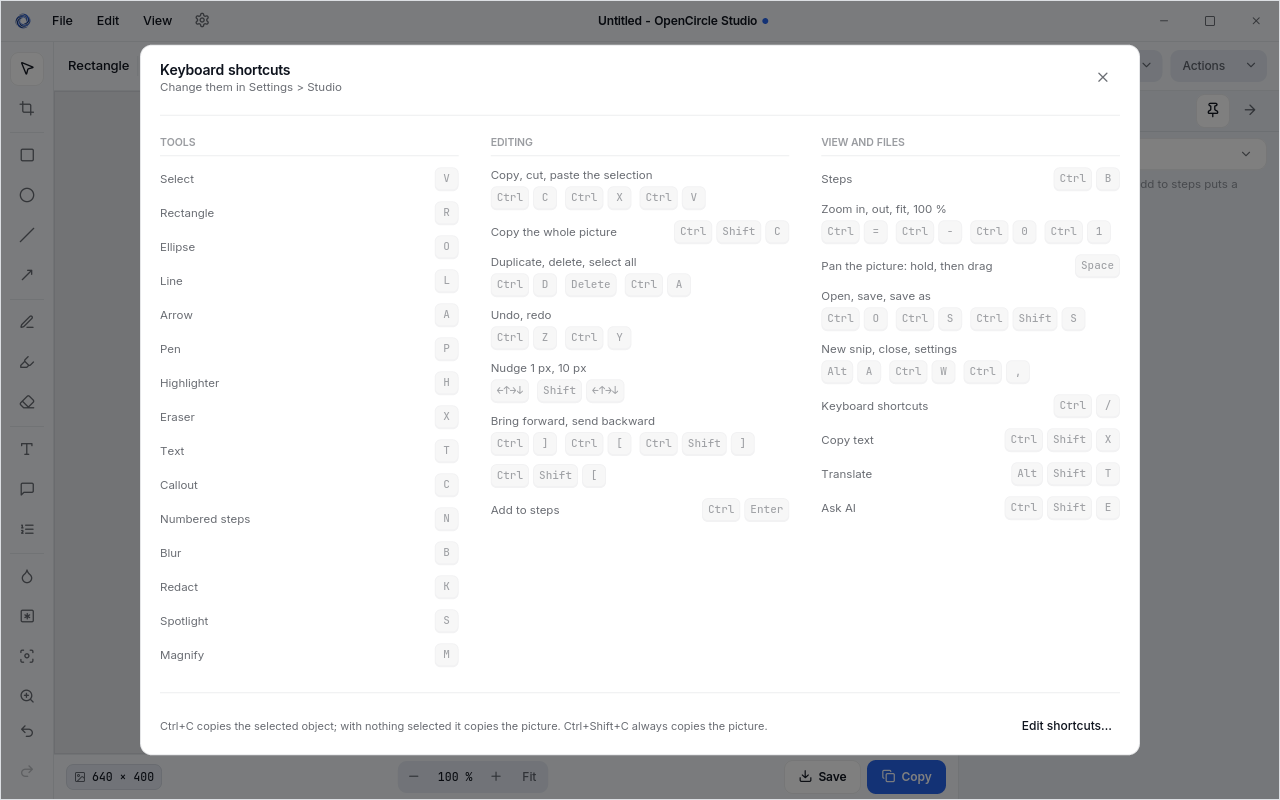 File Edit View
Untitled - OpenCircle Studio
Rectangle
Actions
Keyboard shortcuts
Change them in Settings > Studio
TOOLS
Select V
Rectangle R
Ellipse O
Line L
Arrow A
Pen P
Highlighter H
Eraser X
Text T
Callout C
Numbered steps N
Blur B
Redact K
Spotlight S
Magnify M
EDITING
Copy, cut, paste the selection
Ctrl C Ctrl X Ctrl V
Copy the whole picture Ctrl Shift C
Duplicate, delete, select all
Ctrl D Delete Ctrl A
Undo, redo
Ctrl Z Ctrl Y
Nudge 1 px, 10 px
←↑→↓ Shift ←↑→↓
Bring forward, send backward
Ctrl ] Ctrl [ Ctrl Shift ]
Ctrl Shift [
Add to steps Ctrl Enter
VIEW AND FILES
Steps Ctrl B
Zoom in, out, fit, 100 %
Ctrl = Ctrl - Ctrl 0 Ctrl 1
Pan the picture: hold, then drag Space
Open, save, save as
Ctrl O Ctrl S Ctrl Shift S
New snip, close, settings
Alt A Ctrl W Ctrl ,
Keyboard shortcuts Ctrl /
Copy text Ctrl Shift X
Translate Alt Shift T
Ask AI Ctrl Shift E
dd to steps puts a
Ctrl+C copies the selected object; with nothing selected it copies the picture. Ctrl+Shift+C always copies the picture.
Edit shortcuts...
640 × 400
100 %
Fit
Save
Copy